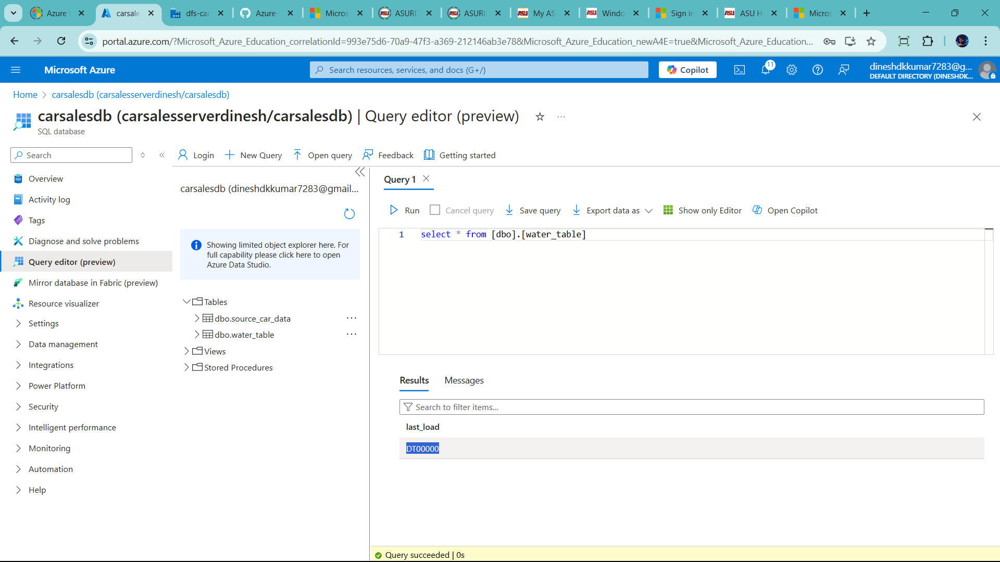 Azure
carsale
dfs-car
Azure-
Micros
ASURI
ASURI
My AS
Windo
Sign in
ASU H
Micros
portal.azure.com/?Microsoft_Azure_Education_correlationId=993e75d6-70a9-47f3-a369-212146ab3e78&Microsoft_Azure_Education_newA4E=true&Microsoft_Azure_Education...
Microsoft Azure
Search resources, services, and docs (G+/)
Copilot
11
dineshdkkumar7283@g...
DEFAULT DIRECTORY (DINESHDK...
Home
carsalesdb (carsalesserverdinesh/carsalesdb)
carsalesdb (carsalesserverdinesh/carsalesdb) | Query editor (preview)
SQL database
Search
Login
New Query
Open query
Feedback
Getting started
Overview
Activity log
Tags
Diagnose and solve problems
Query editor (preview)
Mirror database in Fabric (preview)
Resource visualizer
Settings
Data management
Integrations
Power Platform
Security
Intelligent performance
Monitoring
Automation
Help
carsalesdb (dineshdkkumar7283@gmail...
Showing limited object explorer here. For
full capability please click here to open
Azure Data Studio.
Tables
dbo.source_car_data
dbo.water_table
Views
Stored Procedures
Query 1
Run
Cancel query
Save query
Export data as
Show only Editor
Open Copilot
1 select * from [dbo].[water_table]
Results
Messages
Search to filter items...
last_load
DT00000
Query succeeded | 0s